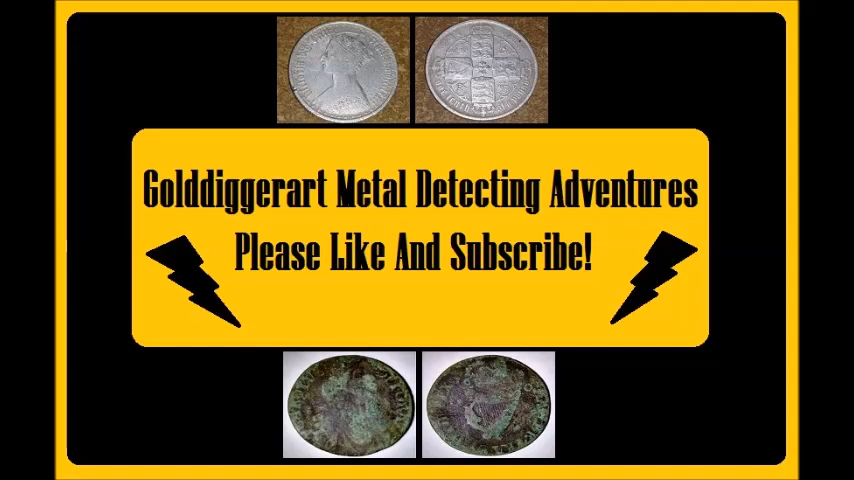 Golddiggerart Metal Detecting Adventures
Please Like And Subscribe!